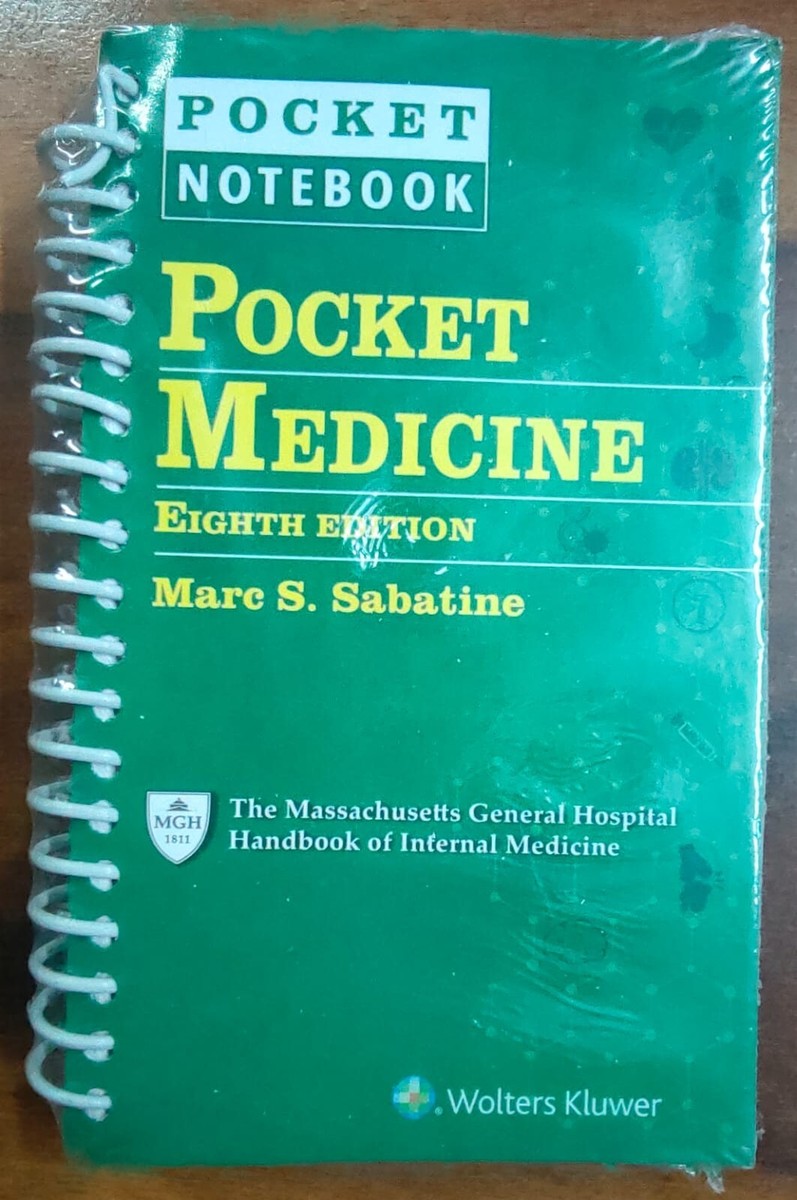 POCKET
NOTEBOOK
POCKET
MEDICINE
EIGHTH EDITION
Marc S. Sabatine
MGH
1811
The Massachusetts General Hospital
Handbook of Internal Medicine
Wolters Kluwer